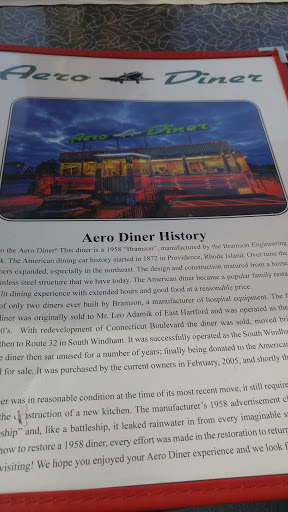 Aero Diner
Aero Diner
Aero Diner History
to the Aero Diner! This diner is a 1958 "Bramson", manufactured by the Bramson Engineering
k. The American dining car history started in 1872 in Providence, Rhode Island. Over time the
ners expanded, especially in the northeast. The design and construction matured from a horse
inless steel structure that we have today. The American diner became a popular family restau
lit dining experience with extended hours and good food at a reasonable price.
of only two diners ever built by Bramson, a manufacturer of hospital equipment. The f
diner was originally sold to Mr. Leo Adamik of East Hartford and was operated as the
0's. With redevelopment of Connecticut Boulevard the diner was sold, moved bri
then to Route 32 in South Windham. It was successfully operated as the South Windha
e diner then sat unused for a number of years; finally being donated to the American
d for sale. It was purchased by the current owners in February, 2005, and shortly th
er was in reasonable condition at the time of its most recent move, it still require
the construction of a new kitchen. The manufacturer's 1958 advertisement cl
ship" and, like a battleship, it leaked rainwater in from every imaginable s
how to restore a 1958 diner, every effort was made in the restoration to return
visiting! We hope you enjoyed your Aero Diner experience and we look f